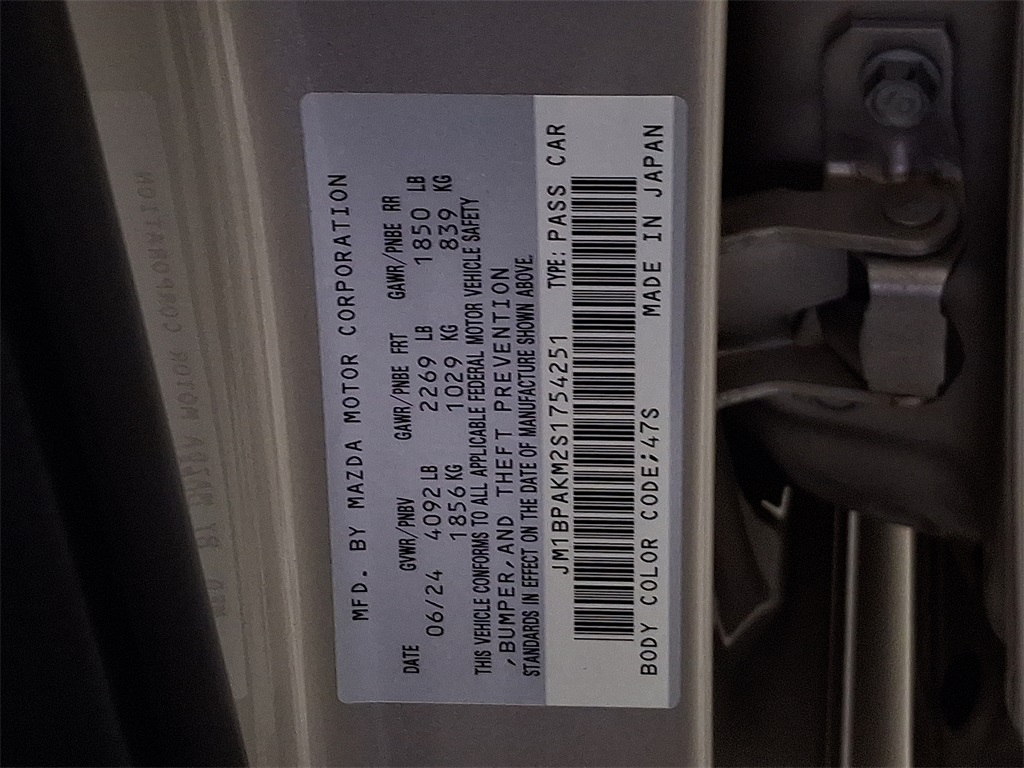 MFD. BY MAZDA MOTOR CORPORATION
DATE GVWR/PNBV GAWR/PNBE FRT GAWR/PNBE RR
06/24 4092 LB 2269 LB 1850 LB
1856 KG 1029 KG 839 KG
THIS VEHICLE CONFORMS TO ALL APPLICABLE FEDERAL MOTOR VEHICLE SAFETY
,BUMPER,AND THEFT PREVENTION
STANDARDS IN EFFECT ON THE DATE OF MANUFACTURE SHOWN ABOVE.
JM1BPAKM2S1754251 TYPE: PASS CAR
BODY COLOR CODE;47S MADE IN JAPAN